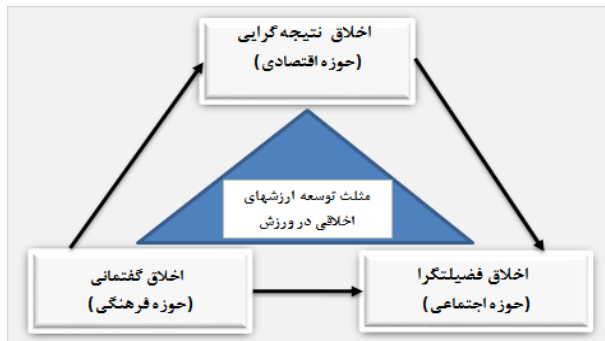 اخلاق نتیجه گرایی
(حوزه اقتصادی)
مثلث توسعه ارزشهای
اخلاقی در ورزش
اخلاق فضیلتگرا
(حوزه اجتماعی)
اخلاق گفتمانی
(حوزه فرهنگی)